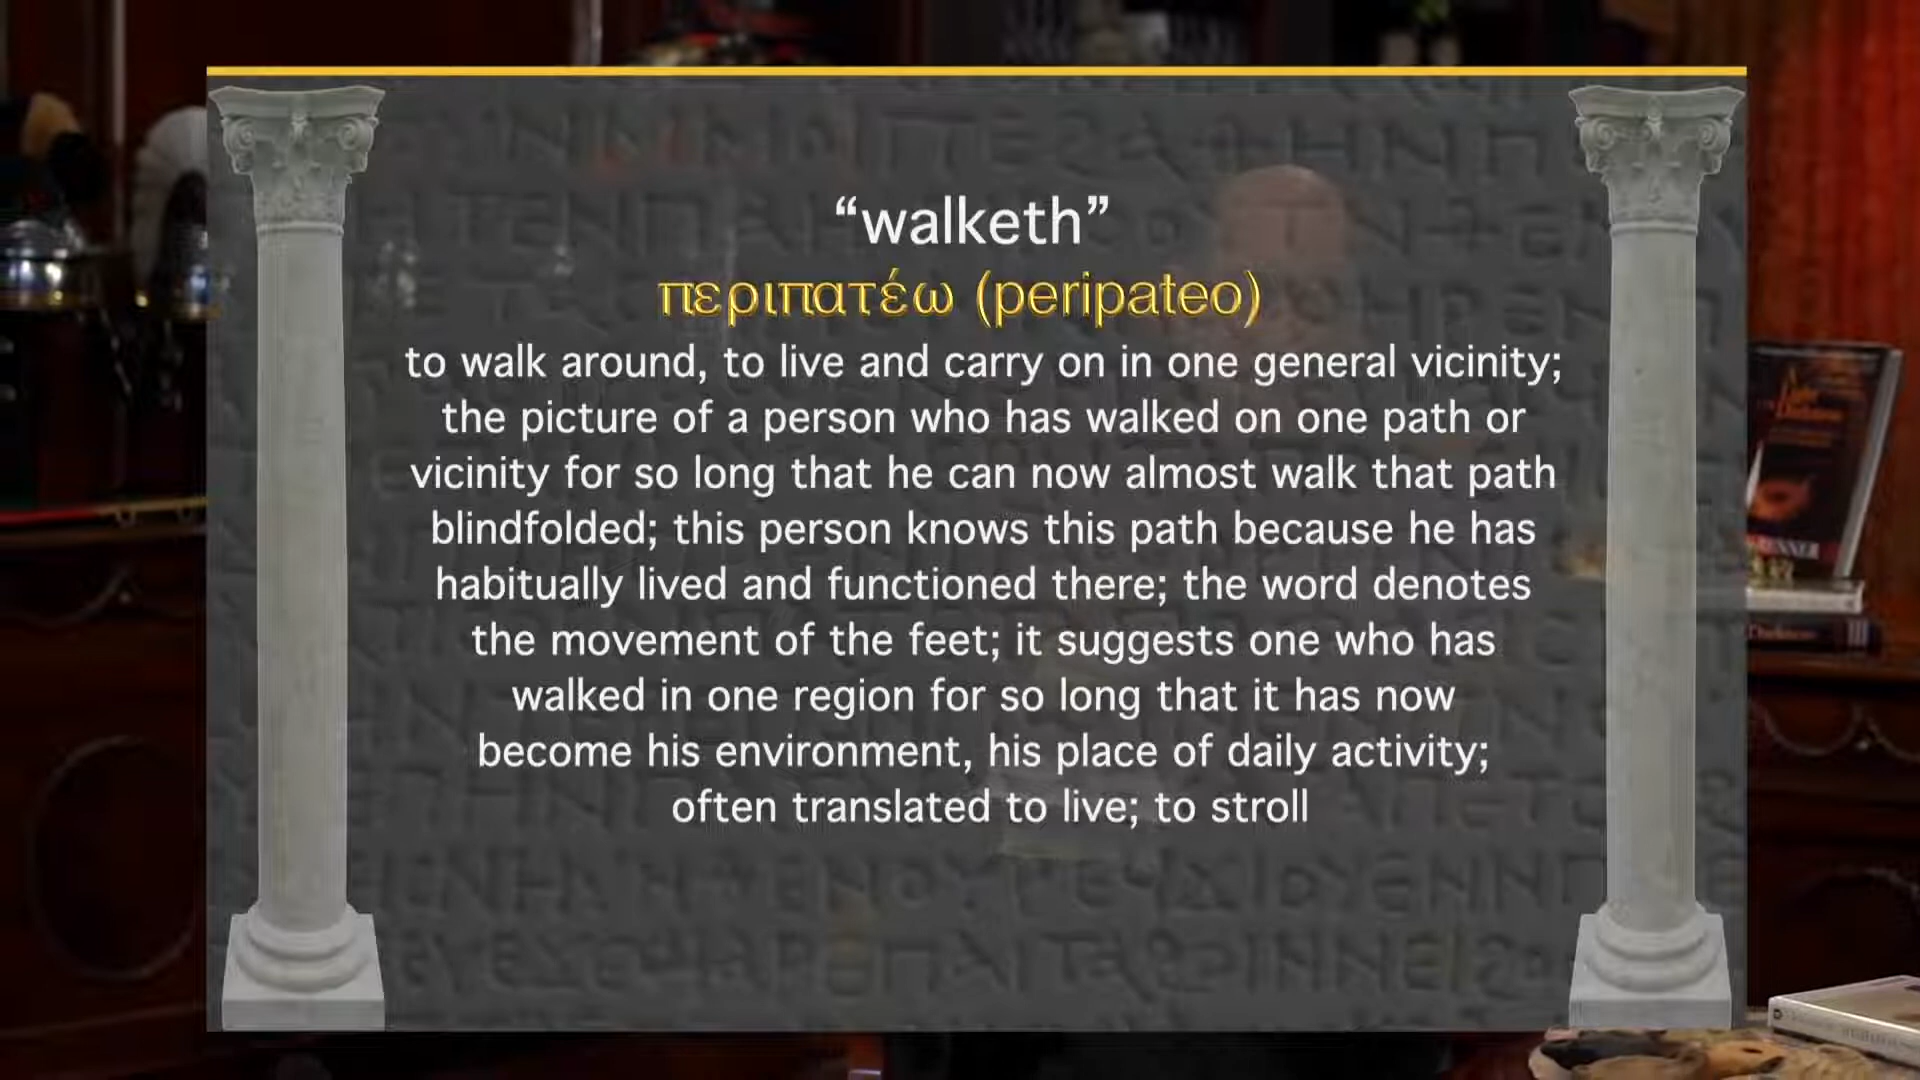 “walketh”
περιπατέω (peripateo)
to walk around, to live and carry on in one general vicinity;
the picture of a person who has walked on one path or
vicinity for so long that he can now almost walk that path
blindfolded; this person knows this path because he has
habitually lived and functioned there; the word denotes
the movement of the feet; it suggests one who has
walked in one region for so long that it has now
become his environment, his place of daily activity;
often translated to live; to stroll